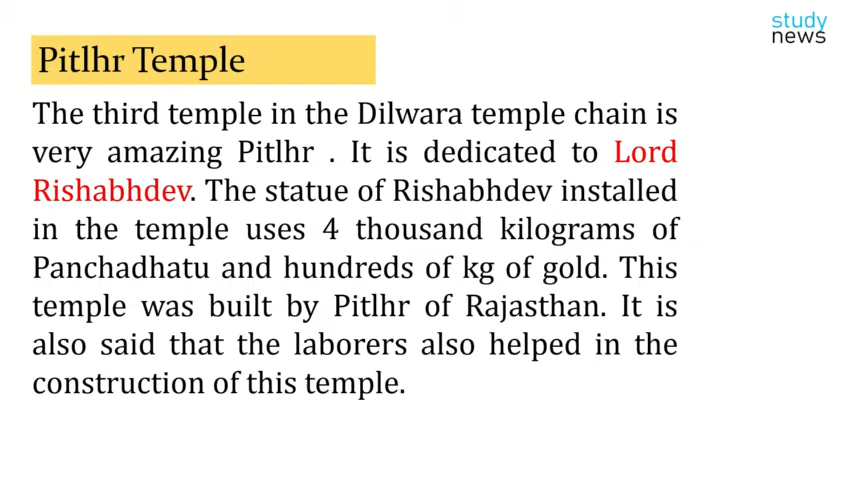 study
news
Pitlhr Temple
The third temple in the Dilwara temple chain is
very amazing Pitlhr . It is dedicated to Lord
Rishabhdev. The statue of Rishabhdev installed
in the temple uses 4 thousand kilograms of
Panchadhatu and hundreds of kg of gold. This
temple was built by Pitlhr of Rajasthan. It is
also said that the laborers also helped in the
construction of this temple.